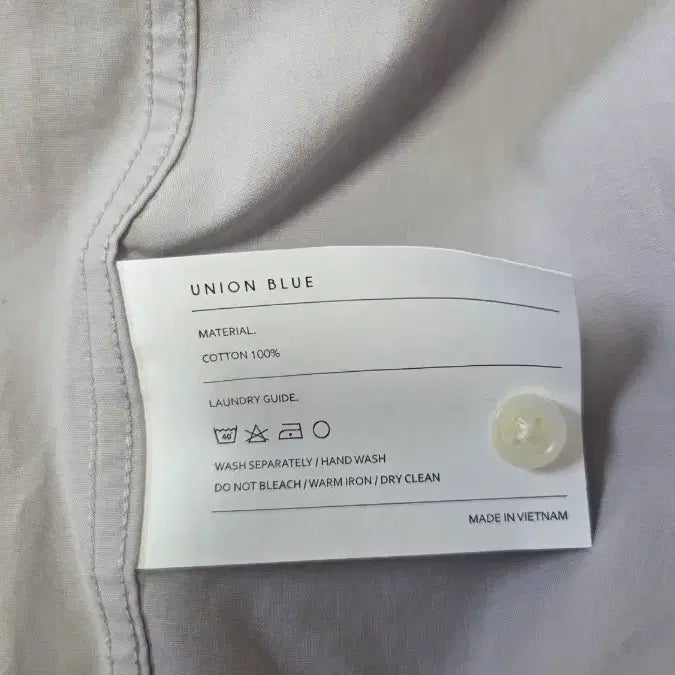 UNION BLUE
MATERIAL.
COTTON 100%
LAUNDRY GUIDE.
40
WASH SEPARATELY / HAND WASH
DO NOT BLEACH / WARM IRON / DRY CLEAN
MADE IN VIETNAM